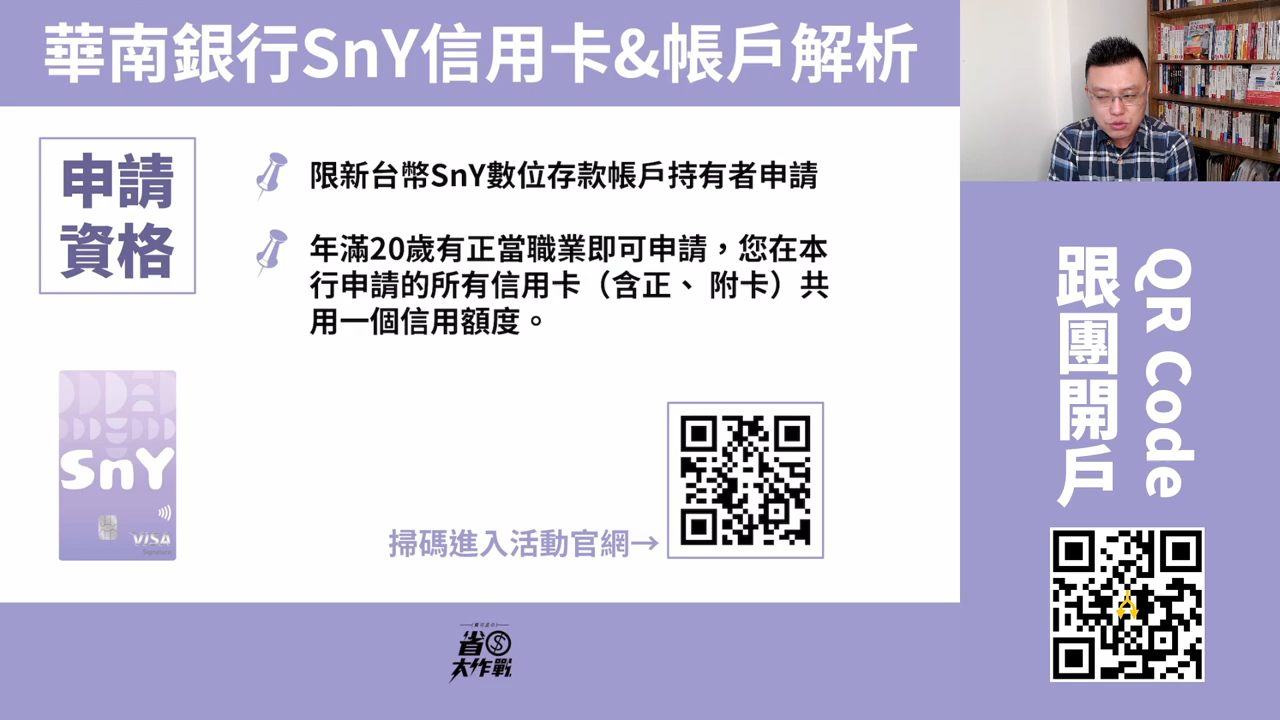 華南銀行SnY信用卡&帳戶解析
申請
資格
限新台幣SnY數位存款帳戶持有者申請
年滿20歲有正當職業即可申請，您在本
行申請的所有信用卡（含正、 附卡）共
用一個信用額度。
SnY
VISA
Signature
掃碼進入活動官網→
QR Code
跟團開戶
省
大作戰